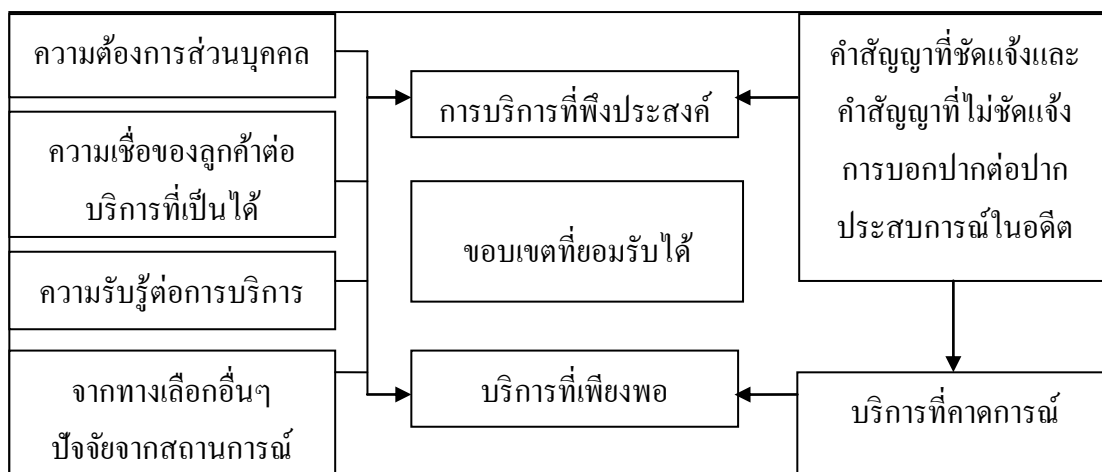 ความต้องการส่วนบุคคล
ความเชื่อของลูกค้าต่อ
บริการที่เป็นได้
ความรับรู้ต่อการบริการ
จากทางเลือกอื่นๆ
ปัจจัยจากสถานการณ์
การบริการที่พึงประสงค์
ขอบเขตที่ยอมรับได้
บริการที่เพียงพอ
คำสัญญาที่ชัดแจ้งและ
คำสัญญาที่ไม่ชัดแจ้ง
การบอกปากต่อปาก
ประสบการณ์ในอดีต
บริการที่คาดการณ์